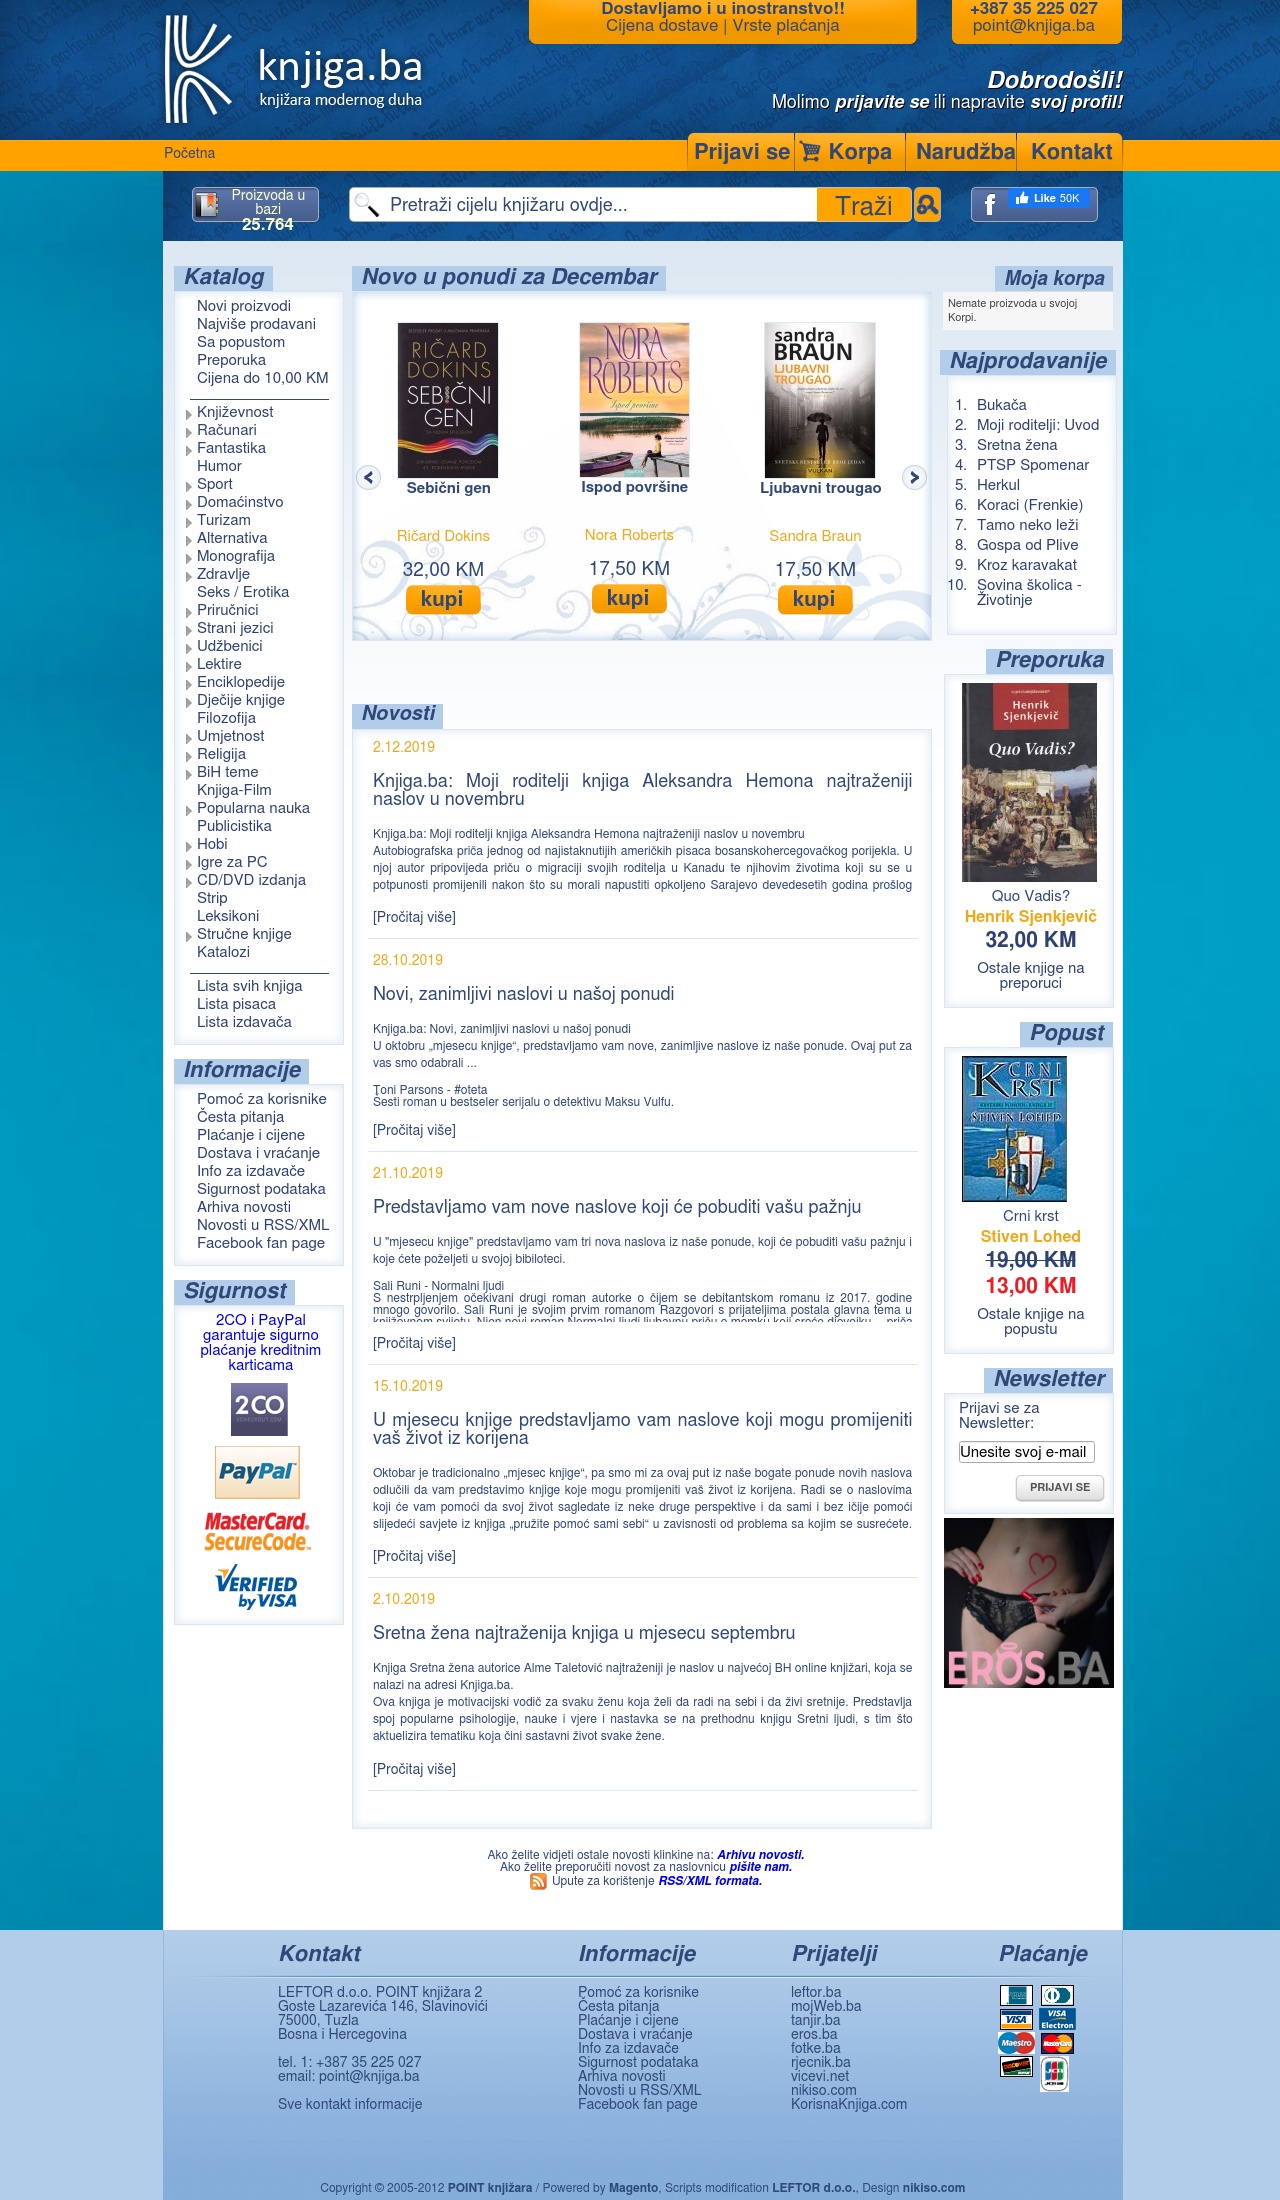 Dostavljamo i u inostranstvo!!
Cijena dostave | Vrste plaćanja
+387 35 225 027
point@knjiga.ba
knjiga.ba
knjižara modernog duha
Dobrodošli!
Molimo prijavite se ili napravite svoj profil!
Početna
Prijavi se
Korpa
Narudžba
Kontakt
Proizvoda u
bazi
25.764
Pretraži cijelu knjižaru ovdje...
Traži
Like 50K
Katalog
Novi proizvodi
Najviše prodavani
Sa popustom
Preporuka
Cijena do 10,00 KM
Književnost
Računari
Fantastika
Humor
Sport
Domaćinstvo
Turizam
Alternativa
Monografija
Zdravlje
Seks / Erotika
Priručnici
Strani jezici
Udžbenici
Lektire
Enciklopedije
Dječije knjige
Filozofija
Umjetnost
Religija
BiH teme
Knjiga-Film
Popularna nauka
Publicistika
Hobi
Igre za PC
CD/DVD izdanja
Strip
Leksikoni
Stručne knjige
Katalozi
Lista svih knjiga
Lista pisaca
Lista izdavača
Informacije
Pomoć za korisnike
Česta pitanja
Plaćanje i cijene
Dostava i vraćanje
Info za izdavače
Sigurnost podataka
Arhiva novosti
Novosti u RSS/XML
Facebook fan page
Sigurnost
2CO i PayPal
garantuje sigurno
plaćanje kreditnim
karticama
2CO
PayPal
MasterCard.
SecureCode.
VERIFIED
by VISA
Novo u ponudi za Decembar
RIČARD
DOKINS
SEBIČNI
GEN
Sebični gen
Ričard Dokins
32,00 KM
kupi
NORA
ROBERTS
Ispod površine
Ispod površine
Nora Roberts
17,50 KM
kupi
sandra
BRAUN
LJUBAVNI
TROUGAO
SVETSKI BESTSELER BROJ JEDAN
VULKAN
Ljubavni trougao
Sandra Braun
17,50 KM
kupi
Novosti
2.12.2019
Knjiga.ba: Moji roditelji knjiga Aleksandra Hemona najtraženiji
naslov u novembru
Knjiga.ba: Moji roditelji knjiga Aleksandra Hemona najtraženiji naslov u novembru
Autobiografska priča jednog od najistaknutijih američkih pisaca bosanskohercegovačkog porijekla. U
njoj autor pripovijeda priču o migraciji svojih roditelja u Kanadu te njihovim životima koji su se u
potpunosti promijenili nakon što su morali napustiti opkoljeno Sarajevo devedesetih godina prošlog
[Pročitaj više]
28.10.2019
Novi, zanimljivi naslovi u našoj ponudi
Knjiga.ba: Novi, zanimljivi naslovi u našoj ponudi
U oktobru „mjesecu knjige“, predstavljamo vam nove, zanimljive naslove iz naše ponude. Ovaj put za
vas smo odabrali ...
Toni Parsons - #oteta
Šesti roman u bestseler serijalu o detektivu Maksu Vulfu.
[Pročitaj više]
21.10.2019
Predstavljamo vam nove naslove koji će pobuditi vašu pažnju
U "mjesecu knjige" predstavljamo vam tri nova naslova iz naše ponude, koji će pobuditi vašu pažnju i
koje ćete poželjeti u svojoj bibiloteci.
Sali Runi - Normalni ljudi
S nestrpljenjem očekivani drugi roman autorke o čijem se debitantskom romanu iz 2017. godine
mnogo govorilo. Sali Runi je svojim prvim romanom Razgovori s prijateljima postala glavna tema u
[Pročitaj više]
15.10.2019
U mjesecu knjige predstavljamo vam naslove koji mogu promijeniti
vaš život iz korijena
Oktobar je tradicionalno „mjesec knjige“, pa smo mi za ovaj put iz naše bogate ponude novih naslova
odlučili da vam predstavimo knjige koje mogu promijeniti vaš život iz korijena. Radi se o naslovima
koji će vam pomoći da svoj život sagledate iz neke druge perspektive i da sami i bez ičije pomoći
slijedeći savjete iz knjiga „pružite pomoć sami sebi“ u zavisnosti od problema sa kojim se susrećete.
[Pročitaj više]
2.10.2019
Sretna žena najtraženija knjiga u mjesecu septembru
Knjiga Sretna žena autorice Alme Taletović najtraženiji je naslov u najvećoj BH online knjižari, koja se
nalazi na adresi Knjiga.ba.
Ova knjiga je motivacijski vodič za svaku ženu koja želi da radi na sebi i da živi sretnije. Predstavlja
spoj popularne psihologije, nauke i vjere i nastavka se na prethodnu knjigu Sretni ljudi, s tim što
aktuelizira tematiku koja čini sastavni život svake žene.
[Pročitaj više]
Ako želite vidjeti ostale novosti klinkine na: Arhivu novosti.
Ako želite preporučiti novost za naslovnicu pišite nam.
Upute za korištenje RSS/XML formata.
Moja korpa
Nemate proizvoda u svojoj
Korpi.
Najprodavanije
1. Bukača
2. Moji roditelji: Uvod
3. Sretna žena
4. PTSP Spomenar
5. Herkul
6. Koraci (Frenkie)
7. Tamo neko leži
8. Gospa od Plive
9. Kroz karavakat
10. Sovina školica -
Životinje
Preporuka
Henrik
Sjenkjevič
Quo Vadis?
Quo Vadis?
Henrik Sjenkjevič
32,00 KM
Ostale knjige na
preporuci
Popust
CRNI
KRST
STIVEN LOHED
Crni krst
Stiven Lohed
19,00 KM
13,00 KM
Ostale knjige na
popustu
Newsletter
Prijavi se za
Newsletter:
Unesite svoj e-mail
PRIJAVI SE
EROS.BA
Kontakt
LEFTOR d.o.o. POINT knjižara 2
Goste Lazarevića 146, Slavinovići
75000, Tuzla
Bosna i Hercegovina
tel. 1: +387 35 225 027
email: point@knjiga.ba
Sve kontakt informacije
Informacije
Pomoć za korisnike
Česta pitanja
Plaćanje i cijene
Dostava i vraćanje
Info za izdavače
Sigurnost podataka
Arhiva novosti
Novosti u RSS/XML
Facebook fan page
Prijatelji
leftor.ba
mojWeb.ba
tanjir.ba
eros.ba
fotke.ba
rjecnik.ba
vicevi.net
nikiso.com
KorisnaKnjiga.com
Plaćanje
VISA
VISA
Electron
Maestro
MasterCard
DISCOVER
JCB
Copyright © 2005-2012 POINT knjižara / Powered by Magento, Scripts modification LEFTOR d.o.o., Design nikiso.com